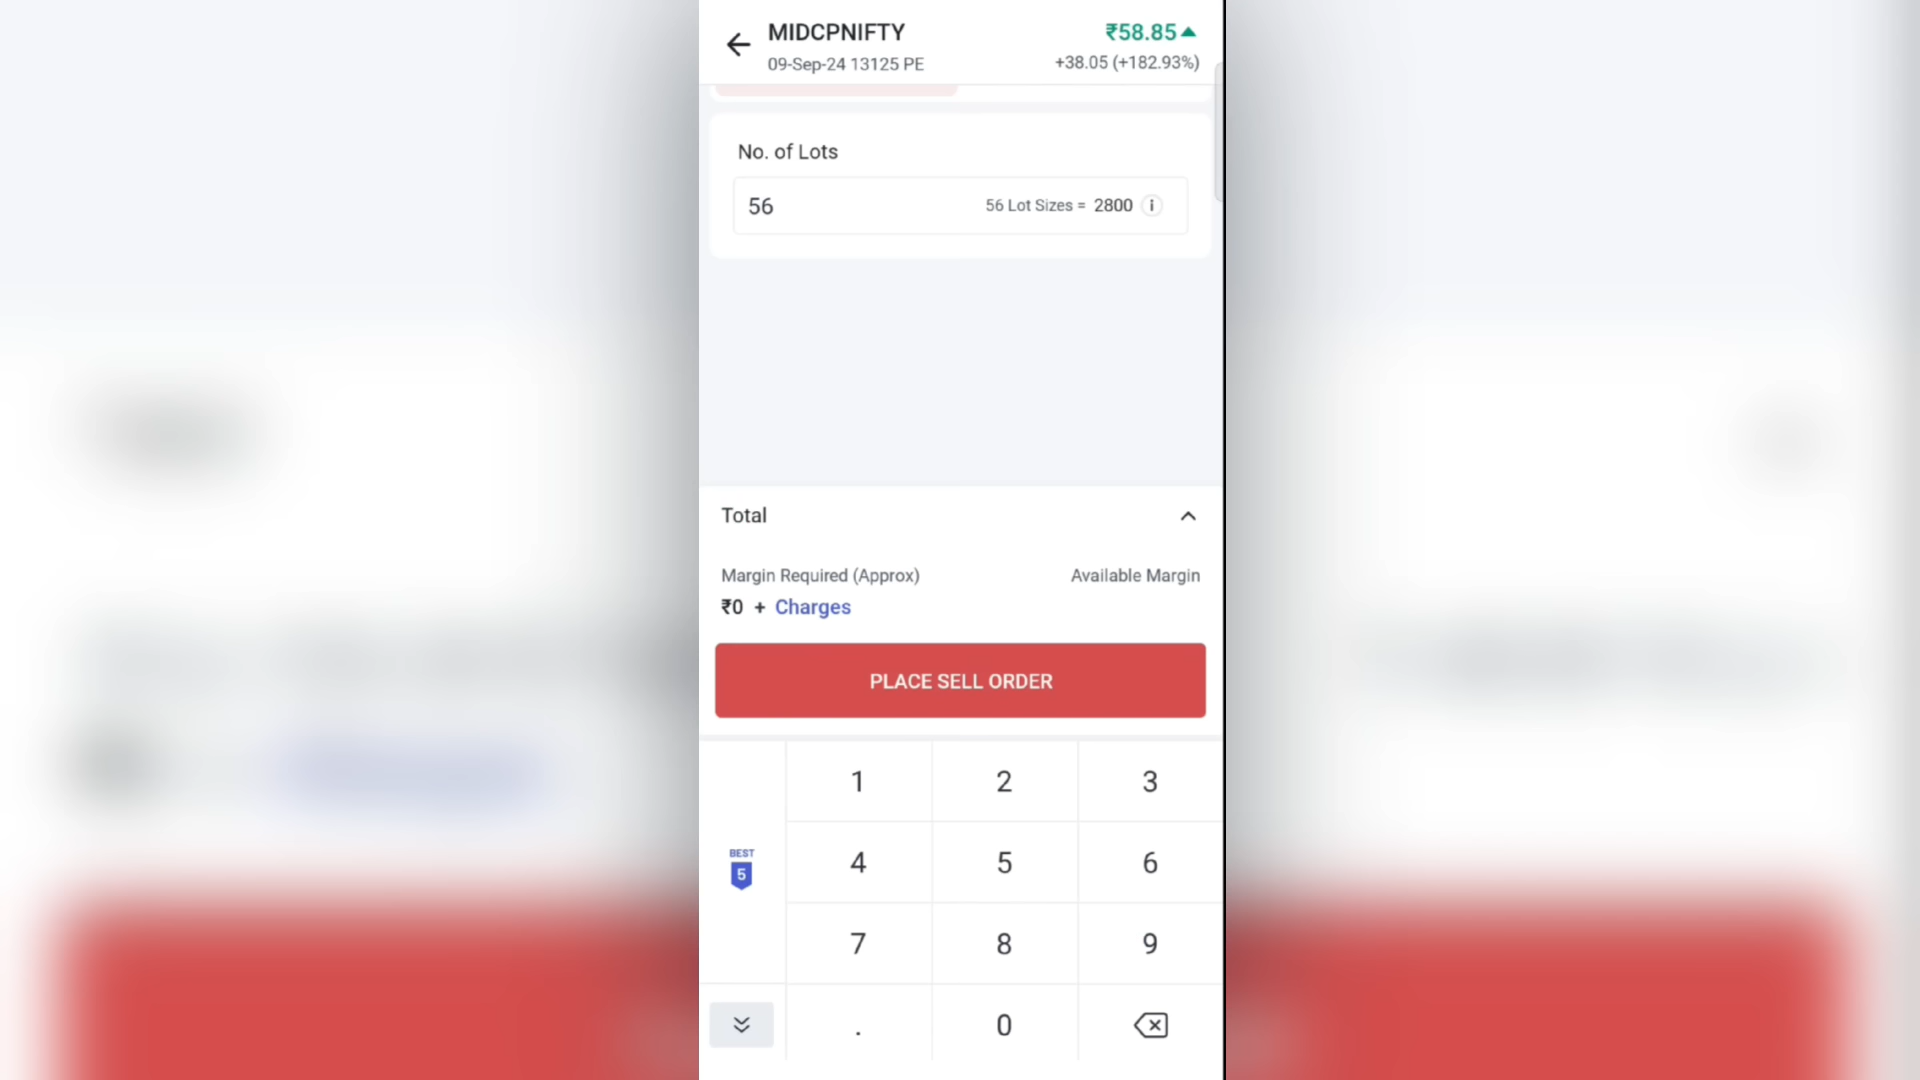 MIDCPNIFTY
₹58.85▲
09-Sep-24 13125 PE
+38.05 (+182.93%)
No. of Lots
56
56 Lot Sizes = 2800 i
Total
Margin Required (Approx)
Available Margin
₹0 + Charges
PLACE SELL ORDER
1 2 3
BEST
5
4 5 6
7 8 9
. 0